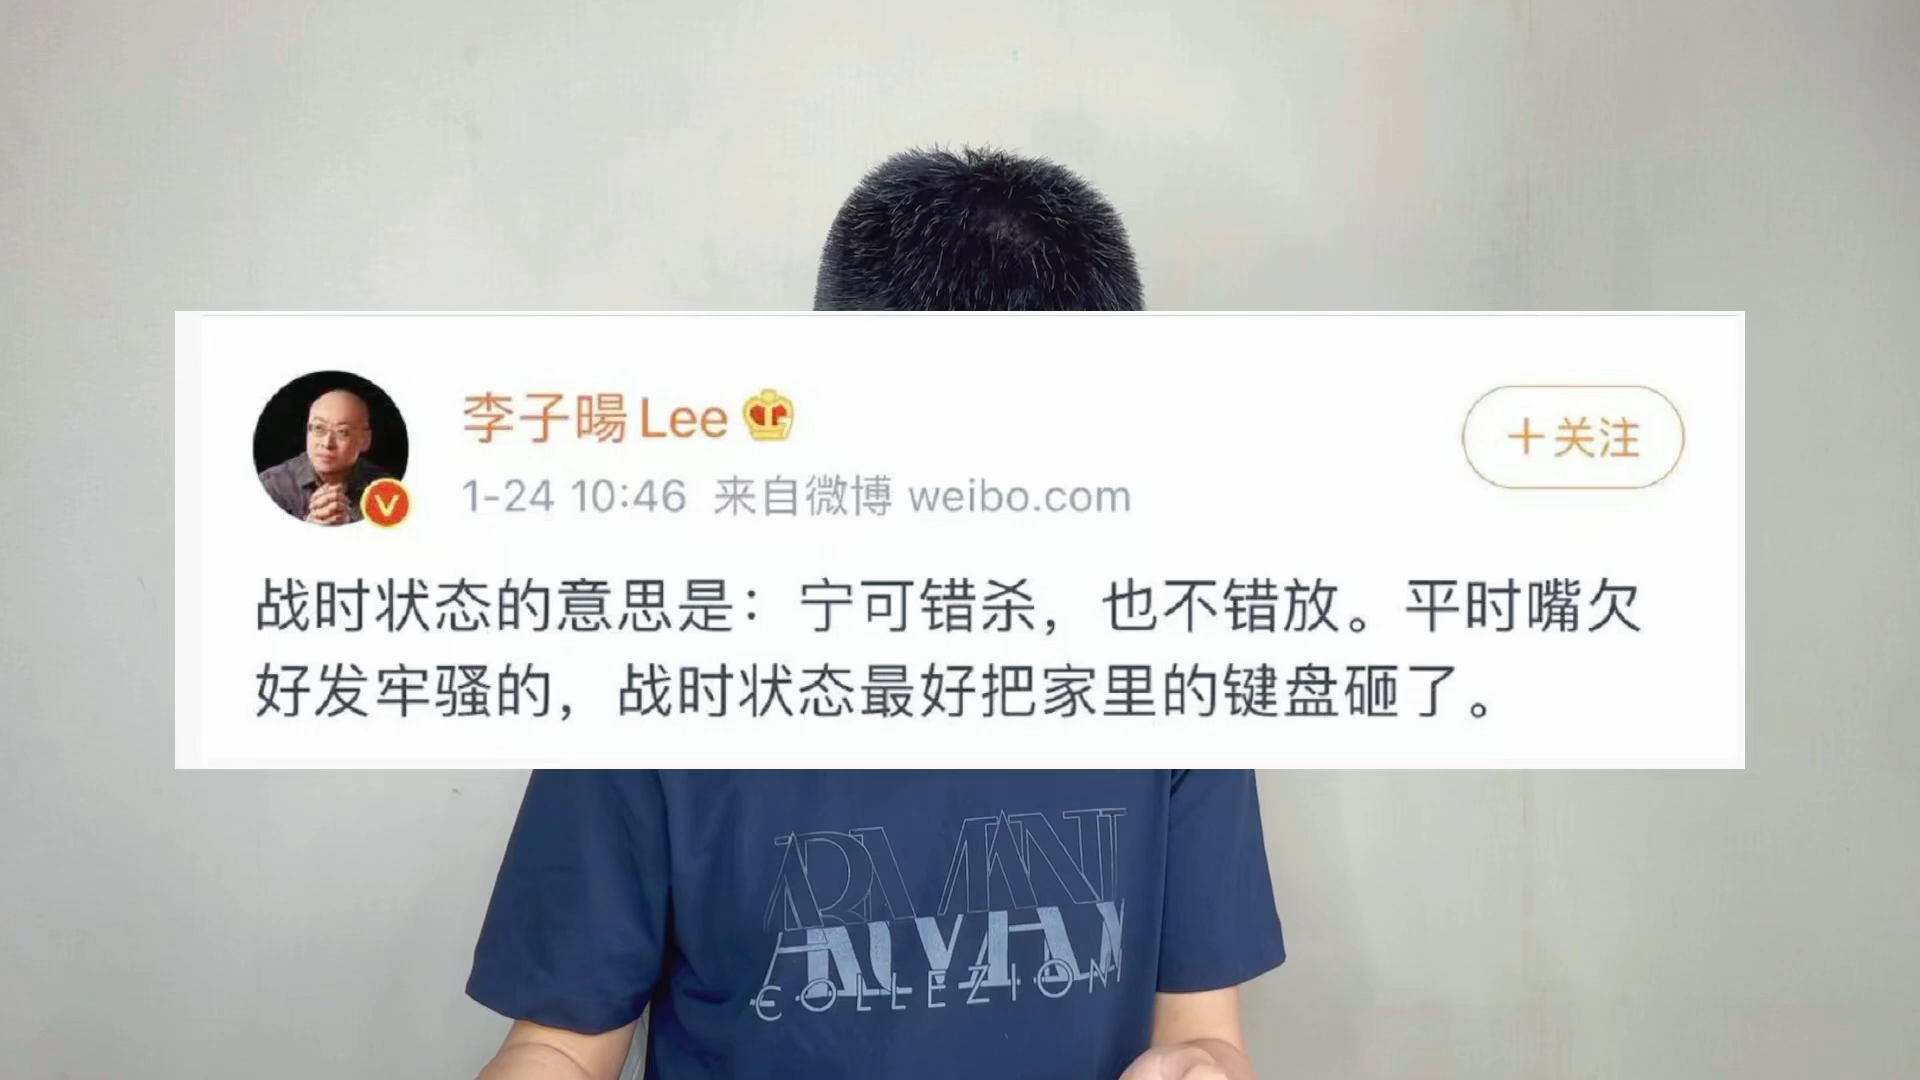 李子暘Lee
+关注
1-24 10:46 来自微博 weibo.com
战时状态的意思是：宁可错杀，也不错放。平时嘴欠
好发牢骚的，战时状态最好把家里的键盘砸了。
ARMANI
COLLEZIONI